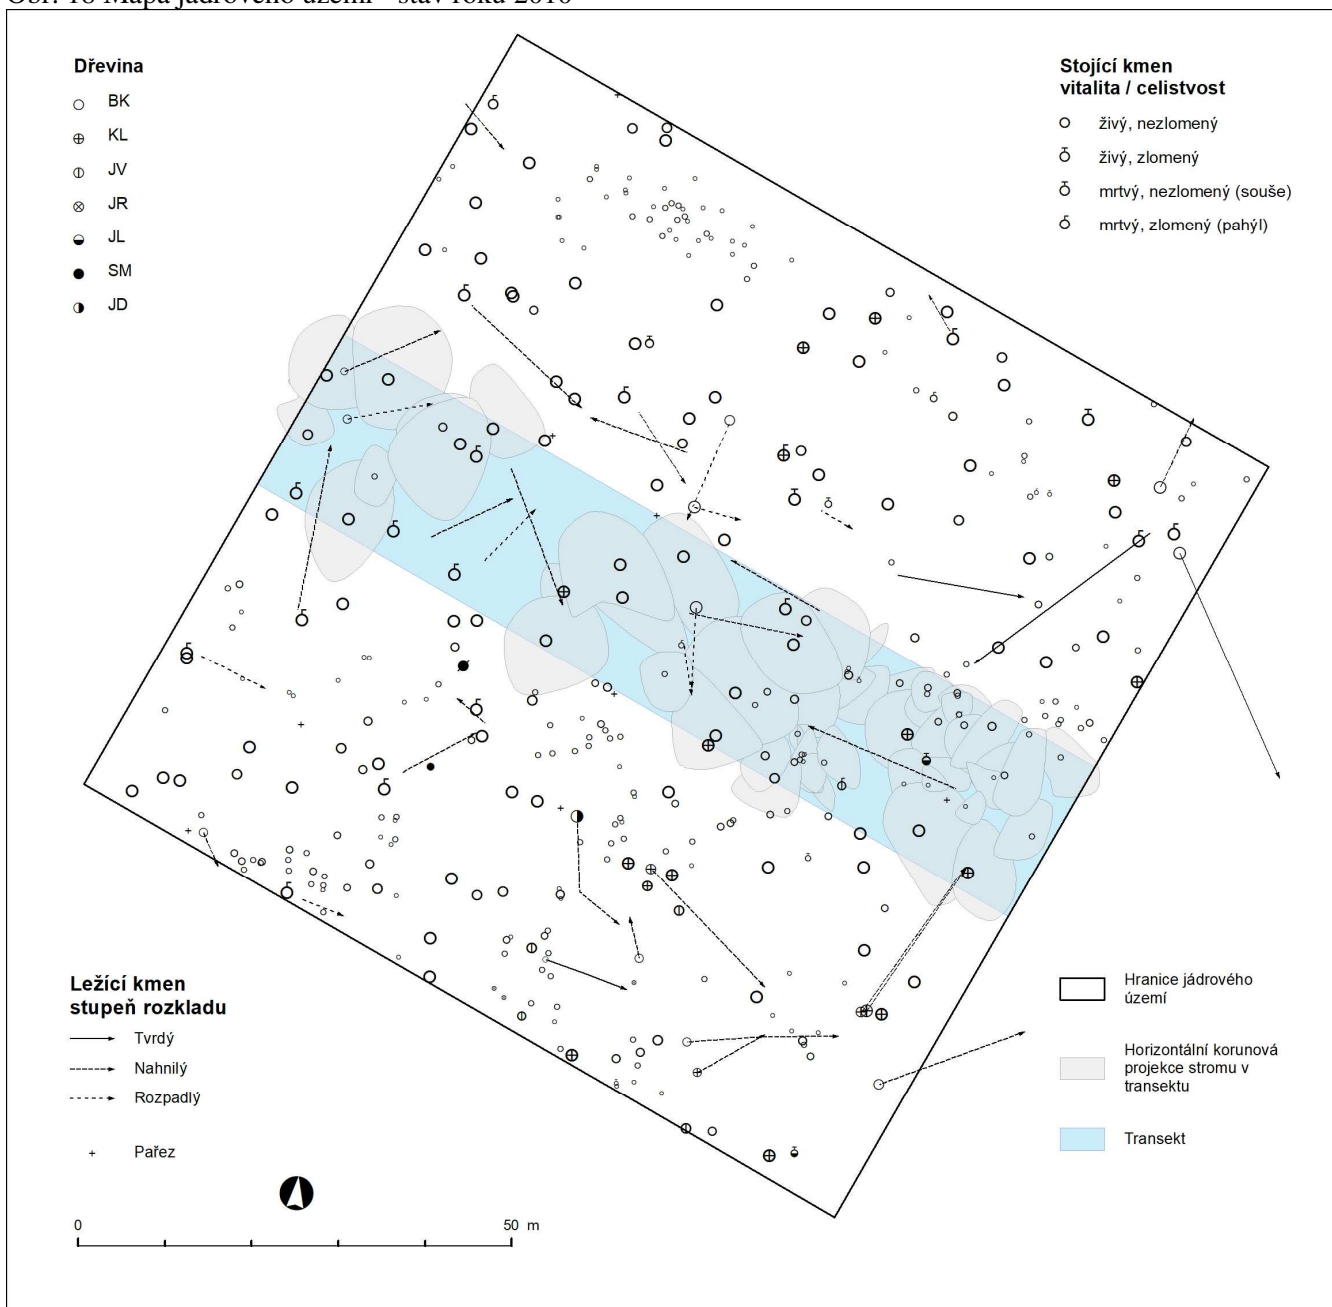 Obr. 18 Mapa jádrového území - stav roku 2010
Dřevina
BK
KL
JV
JR
JL
SM
JD
Stojící kmen
vitalita / celistvost
živý, nezlomený
živý, zlomený
mrtvý, nezlomený (souše)
mrtvý, zlomený (pahýl)
Ležící kmen
stupeň rozkladu
Tvrdý
Nahnilý
Rozpadlý
Pařez
0 50 m
Hranice jádrového
území
Horizontální korunová
projekce stromu v
transektu
Transekt